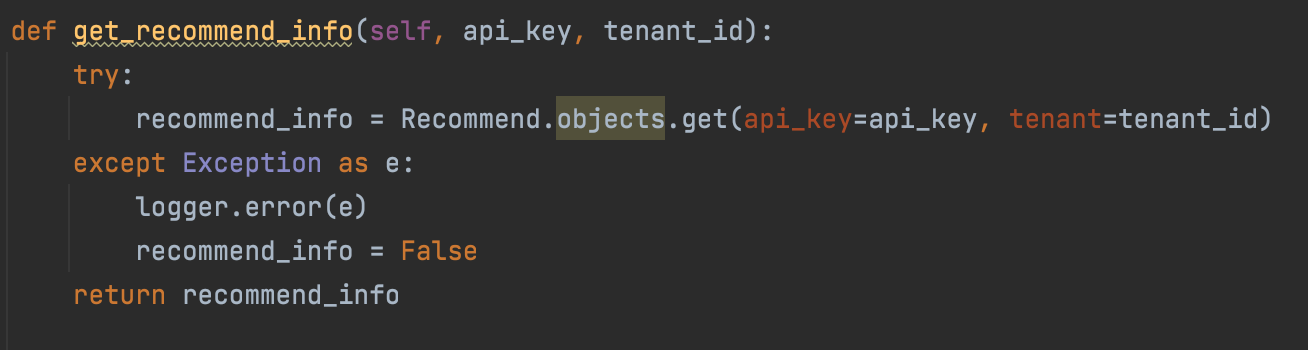 def get_recommend_info(self, api_key, tenant_id):
    try:
        recommend_info = Recommend.objects.get(api_key=api_key, tenant=tenant_id)
    except Exception as e:
        logger.error(e)
        recommend_info = False
    return recommend_info